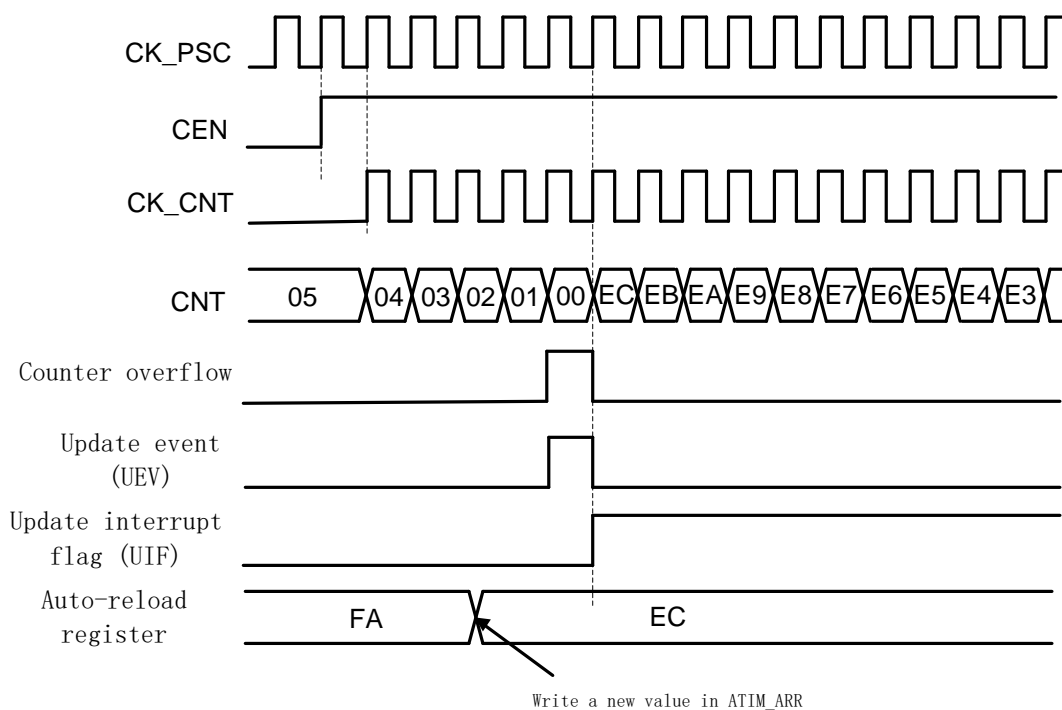 CK_PSC
CEN
CK_CNT
CNT 05 04 03 02 01 00 EC EB EA E9 E8 E7 E6 E5 E4 E3
Counter overflow
Update event
(UEV)
Update interrupt
flag (UIF)
Auto-reload
register
FA EC
Write a new value in ATIM_ARR